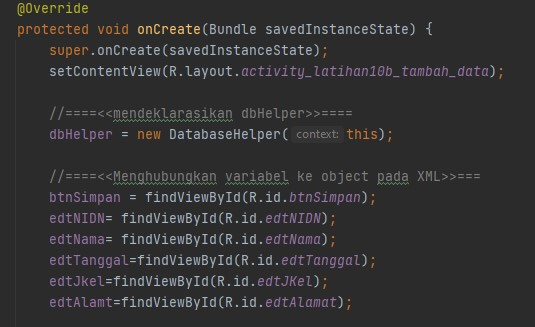 @Override
protected void onCreate(Bundle savedInstanceState) {
super.onCreate(savedInstanceState);
setContentView(R.layout.activity_latihan10b_tambah_data);
//====<<mendeklarasikan dbHelper>>====
dbHelper = new DatabaseHelper( context: this);
//====<<Menghubungkan variabel ke object pada XML>>===
btnSimpan = findViewById(R.id.btnSimpan);
edtNIDN= findViewById(R.id.edtNIDN);
edtNama= findViewById(R.id.edtNama);
edtTanggal=findViewById(R.id.edtTanggal);
edtJkel=findViewById(R.id.edtJKel);
edtAlamt=findViewById(R.id.edtAlamat);